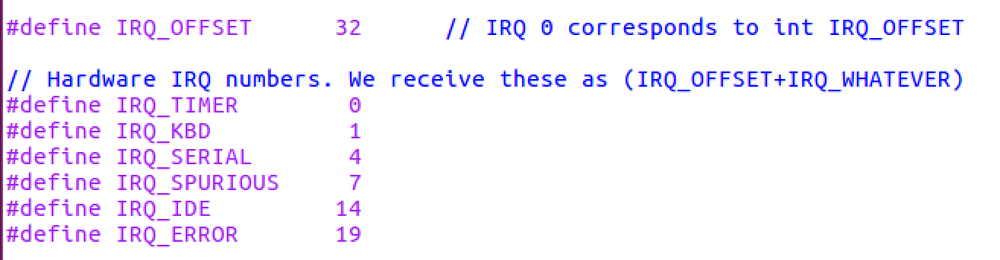 #define IRQ_OFFSET      32      // IRQ 0 corresponds to int IRQ_OFFSET
// Hardware IRQ numbers. We receive these as (IRQ_OFFSET+IRQ_WHATEVER)
#define IRQ_TIMER        0
#define IRQ_KBD          1
#define IRQ_SERIAL       4
#define IRQ_SPURIOUS     7
#define IRQ_IDE         14
#define IRQ_ERROR       19